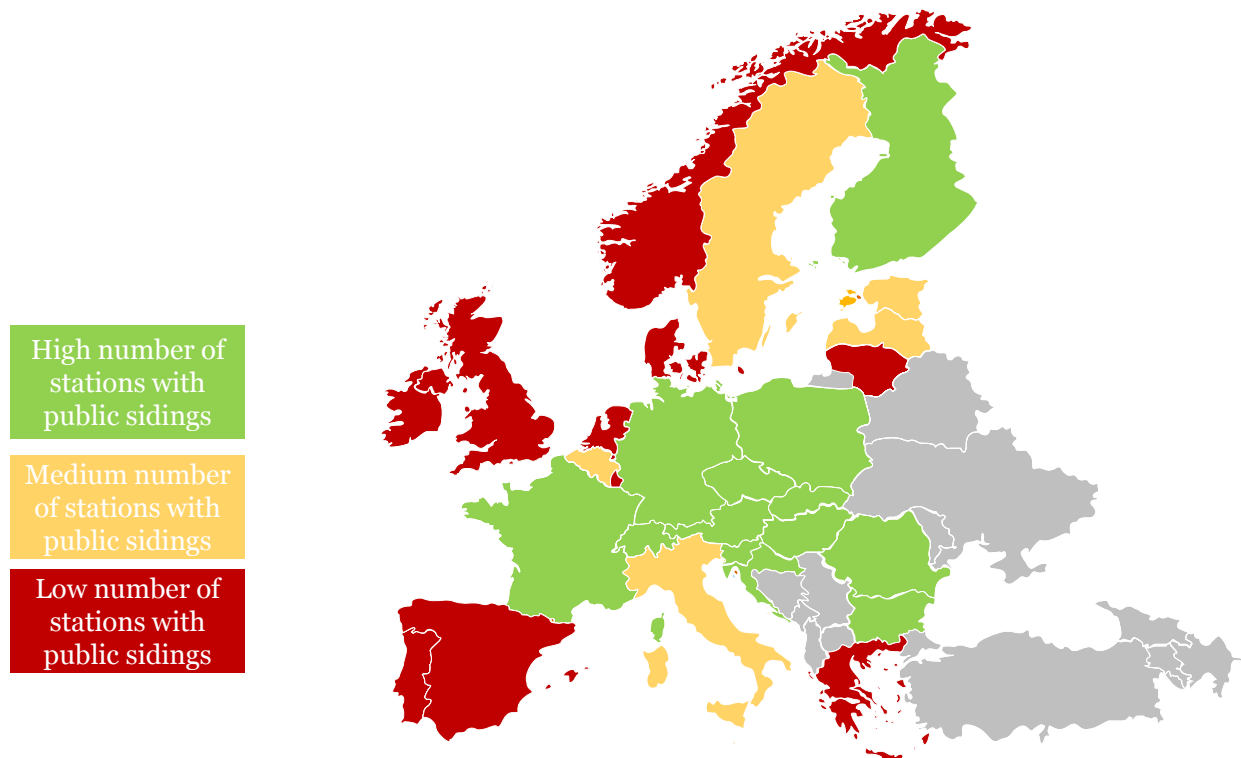 High number of
stations with
public sidings
Medium number
of stations with
public sidings
Low number of
stations with
public sidings